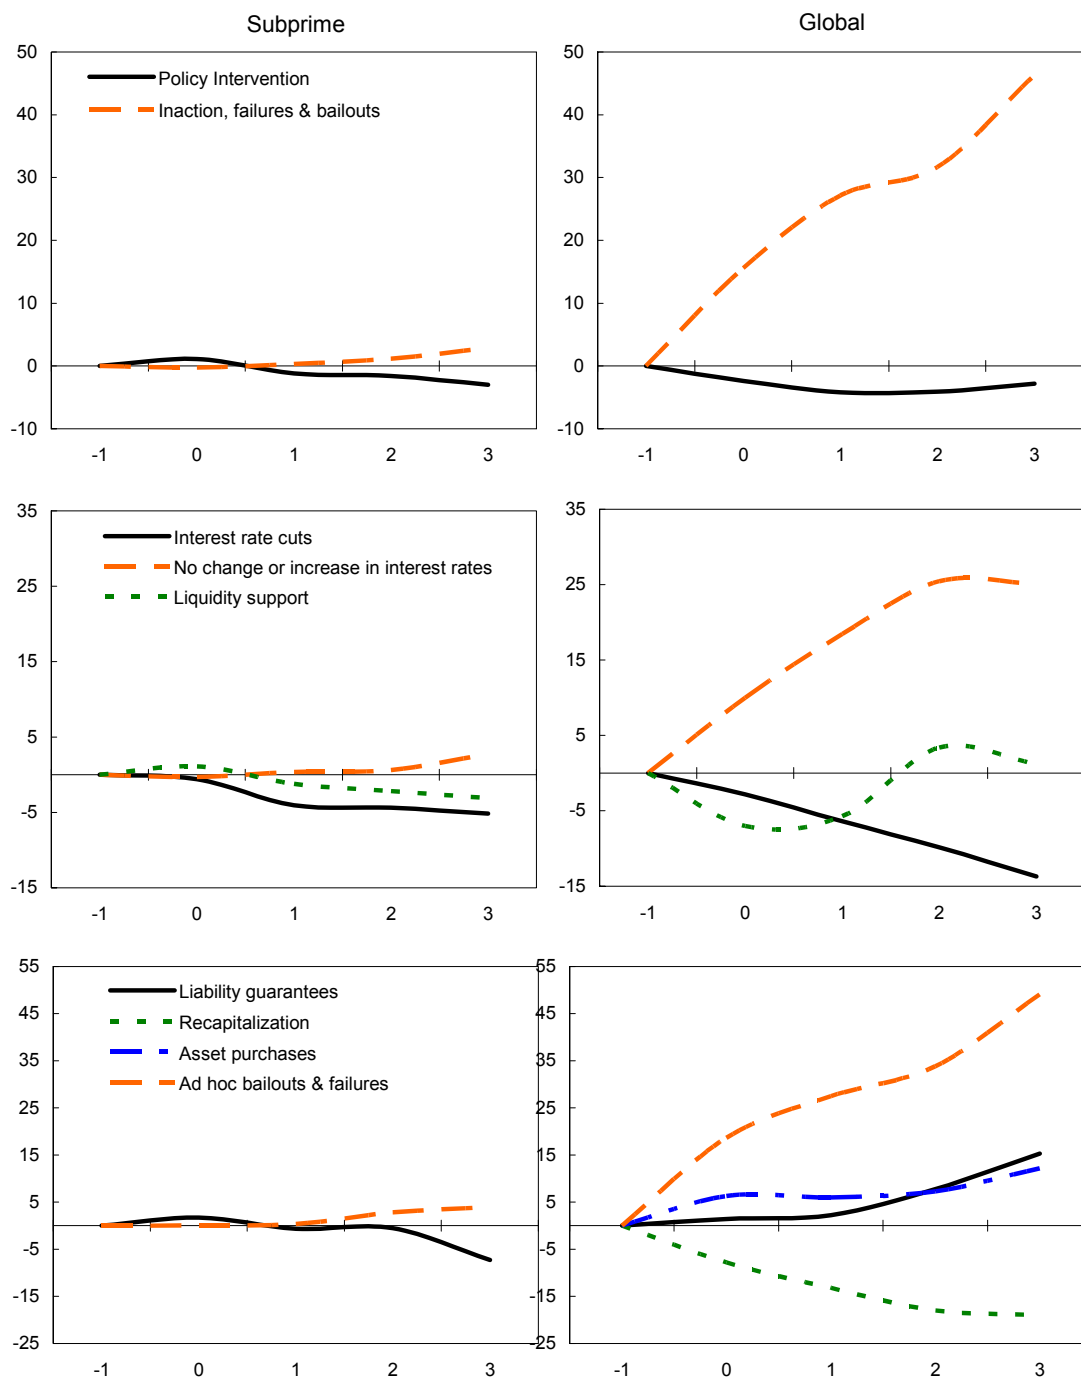 Subprime
Global
50
40
30
20
10
0
-10
-1 0 1 2 3
Policy Intervention
Inaction, failures & bailouts
50
40
30
20
10
0
-10
-1 0 1 2 3
35
25
15
5
-5
-15
-1 0 1 2 3
Interest rate cuts
No change or increase in interest rates
Liquidity support
35
25
15
5
-5
-15
-1 0 1 2 3
55
45
35
25
15
5
-5
-15
-25
-1 0 1 2 3
Liability guarantees
Recapitalization
Asset purchases
Ad hoc bailouts & failures
55
45
35
25
15
5
-5
-15
-25
-1 0 1 2 3